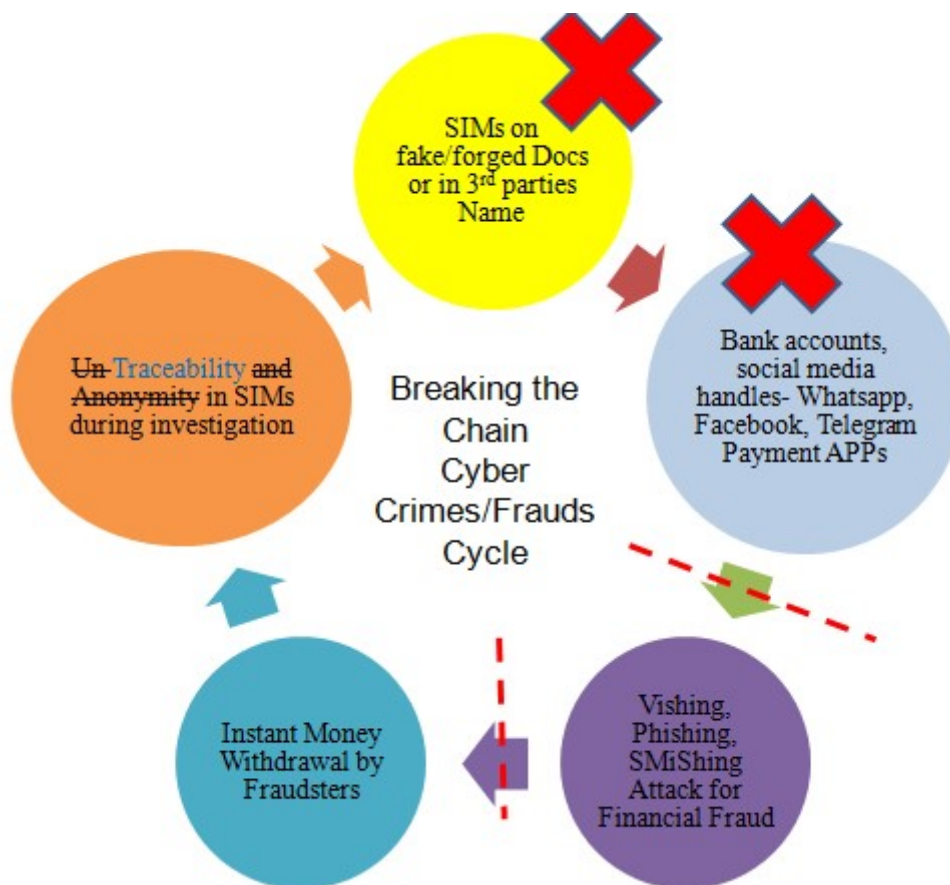 SIMs on
fake/forged Docs
or in 3rd parties
Name
Bank accounts,
social media
handles- Whatsapp,
Facebook, Telegram
Payment APPs
Vishing,
Phishing,
SMiShing
Attack for
Financial Fraud
Instant Money
Withdrawal by
Fraudsters
Un-Traceability and
Anonymity in SIMs
during investigation
Breaking the
Chain
Cyber
Crimes/Frauds
Cycle